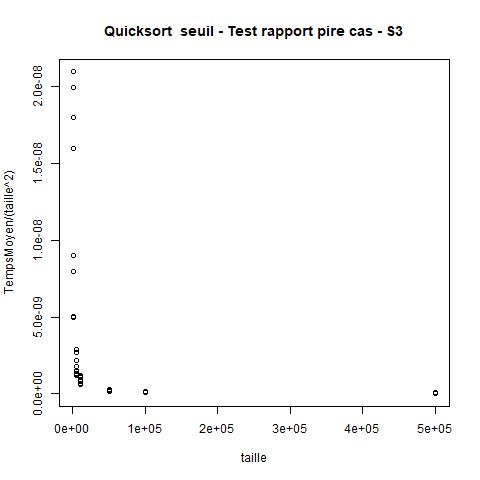 Quicksort  seuil - Test rapport pire cas - S3
TempsMoyen/(taille^2)
2.0e-08
1.5e-08
1.0e-08
5.0e-09
0.0e+00
0e+00 1e+05 2e+05 3e+05 4e+05 5e+05
taille